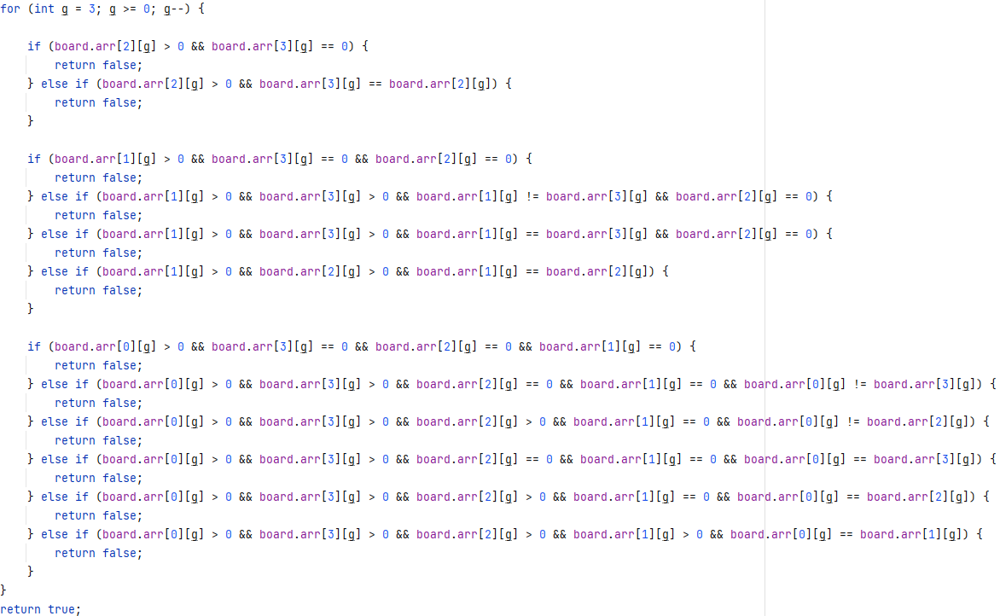 for (int g = 3; g >= 0; g--) {
if (board.arr[2][g] > 0 && board.arr[3][g] == 0) {
return false;
} else if (board.arr[2][g] > 0 && board.arr[3][g] == board.arr[2][g]) {
return false;
}
if (board.arr[1][g] > 0 && board.arr[3][g] == 0 && board.arr[2][g] == 0) {
return false;
} else if (board.arr[1][g] > 0 && board.arr[3][g] > 0 && board.arr[1][g] != board.arr[3][g] && board.arr[2][g] == 0) {
return false;
} else if (board.arr[1][g] > 0 && board.arr[3][g] > 0 && board.arr[1][g] == board.arr[3][g] && board.arr[2][g] == 0) {
return false;
} else if (board.arr[1][g] > 0 && board.arr[2][g] > 0 && board.arr[1][g] == board.arr[2][g]) {
return false;
}
if (board.arr[0][g] > 0 && board.arr[3][g] == 0 && board.arr[2][g] == 0 && board.arr[1][g] == 0) {
return false;
} else if (board.arr[0][g] > 0 && board.arr[3][g] > 0 && board.arr[2][g] == 0 && board.arr[1][g] == 0 && board.arr[0][g] != board.arr[3][g]) {
return false;
} else if (board.arr[0][g] > 0 && board.arr[3][g] > 0 && board.arr[2][g] > 0 && board.arr[1][g] == 0 && board.arr[0][g] != board.arr[2][g]) {
return false;
} else if (board.arr[0][g] > 0 && board.arr[3][g] > 0 && board.arr[2][g] == 0 && board.arr[1][g] == 0 && board.arr[0][g] == board.arr[3][g]) {
return false;
} else if (board.arr[0][g] > 0 && board.arr[3][g] > 0 && board.arr[2][g] > 0 && board.arr[1][g] == 0 && board.arr[0][g] == board.arr[2][g]) {
return false;
} else if (board.arr[0][g] > 0 && board.arr[3][g] > 0 && board.arr[2][g] > 0 && board.arr[1][g] > 0 && board.arr[0][g] == board.arr[1][g]) {
return false;
}
}
return true;